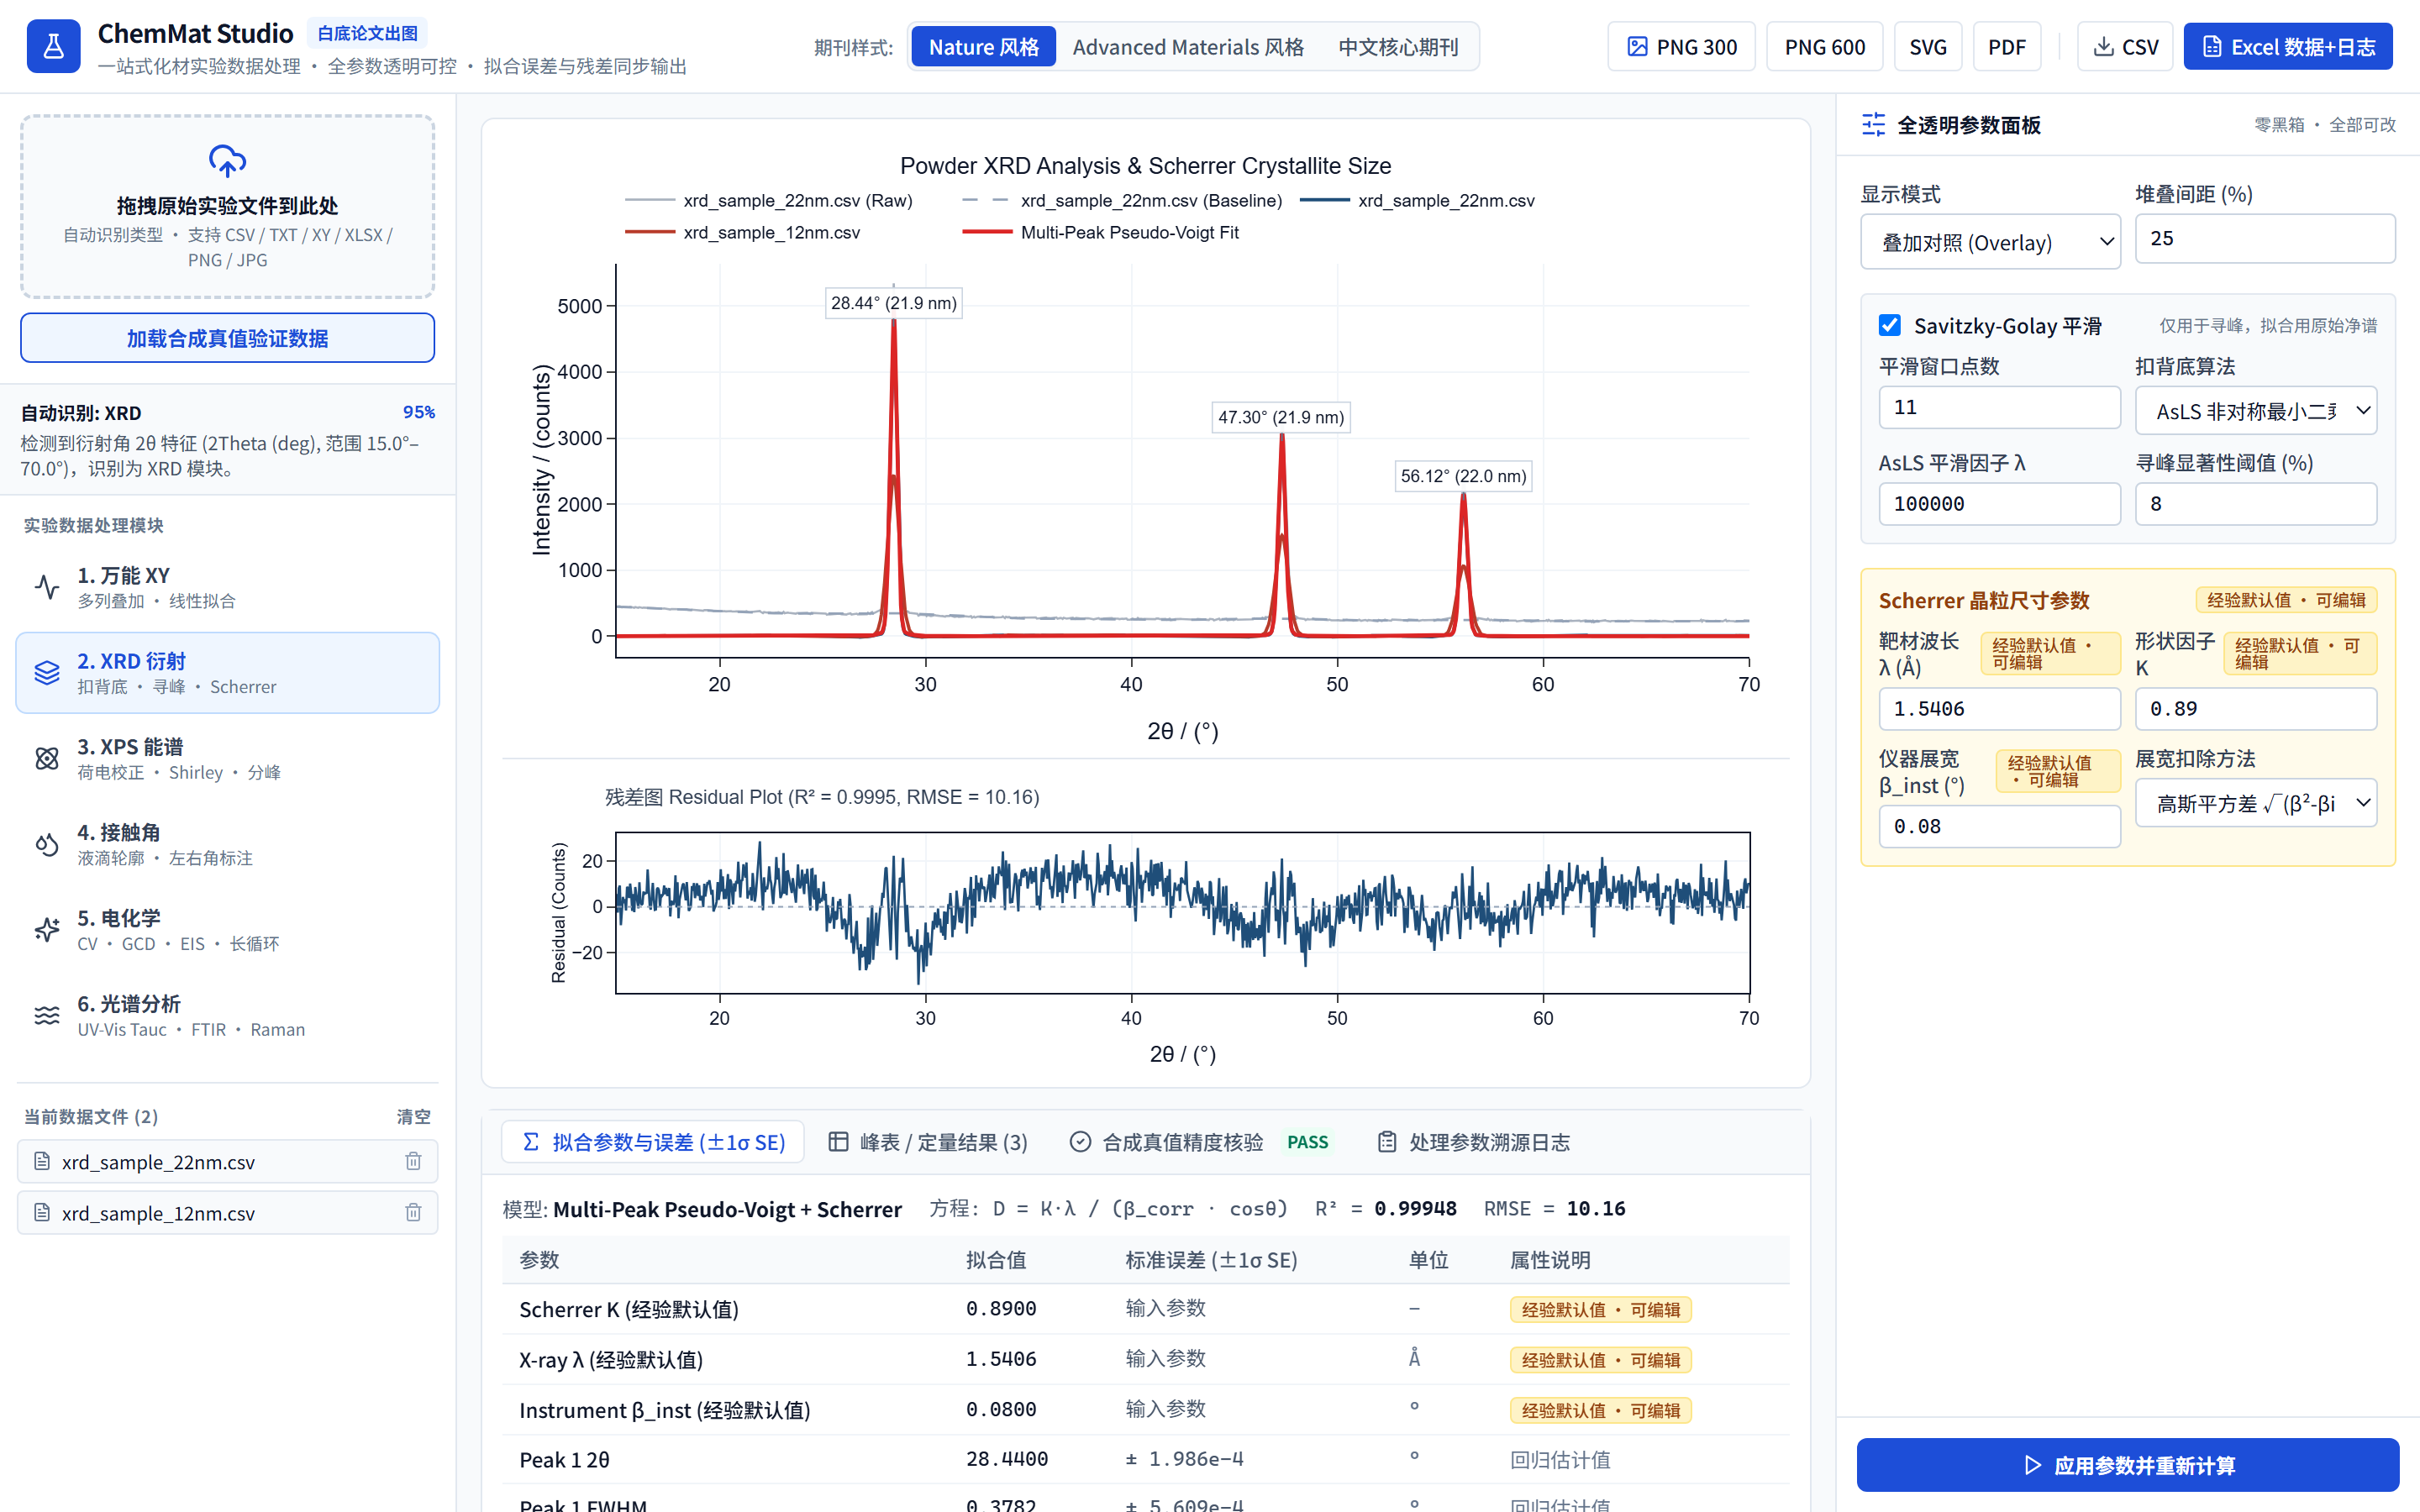 ChemMat Studio 白底论文出图
一站式化材实验数据处理 • 全参数透明可控 • 拟合误差与残差同步输出
期刊样式: Nature 风格 Advanced Materials 风格 中文核心期刊
PNG 300 PNG 600 SVG PDF CSV Excel 数据+日志
拖拽原始实验文件到此处
自动识别类型 • 支持 CSV / TXT / XY / XLSX /
PNG / JPG
加载合成真值验证数据
自动识别: XRD 95%
检测到衍射角 2θ 特征 (2Theta (deg), 范围 15.0°–
70.0°)，识别为 XRD 模块。
实验数据处理模块
1. 万能 XY
多列叠加 • 线性拟合
2. XRD 衍射
扣背底 • 寻峰 • Scherrer
3. XPS 能谱
荷电校正 • Shirley • 分峰
4. 接触角
液滴轮廓 • 左右角标注
5. 电化学
CV • GCD • EIS • 长循环
6. 光谱分析
UV-Vis Tauc • FTIR • Raman
当前数据文件 (2) 清空
xrd_sample_22nm.csv
xrd_sample_12nm.csv
Powder XRD Analysis & Scherrer Crystallite Size
xrd_sample_22nm.csv (Raw) xrd_sample_22nm.csv (Baseline) xrd_sample_22nm.csv
xrd_sample_12nm.csv Multi-Peak Pseudo-Voigt Fit
28.44° (21.9 nm)
47.30° (21.9 nm)
56.12° (22.0 nm)
Intensity / (counts)
5000
4000
3000
2000
1000
0
20 30 40 50 60 70
2θ / (°)
残差图 Residual Plot (R² = 0.9995, RMSE = 10.16)
Residual (Counts)
20
0
−20
20 30 40 50 60 70
2θ / (°)
拟合参数与误差 (±1σ SE) 峰表 / 定量结果 (3) 合成真值精度核验 PASS 处理参数溯源日志
模型: Multi-Peak Pseudo-Voigt + Scherrer 方程: D = K·λ / (β_corr · cosθ) R² = 0.99948 RMSE = 10.16
参数 拟合值 标准误差 (±1σ SE) 单位 属性说明
Scherrer K (经验默认值) 0.8900 输入参数 – 经验默认值 • 可编辑
X-ray λ (经验默认值) 1.5406 输入参数 Å 经验默认值 • 可编辑
Instrument β_inst (经验默认值) 0.0800 输入参数 ° 经验默认值 • 可编辑
Peak 1 2θ 28.4400 ± 1.986e−4 ° 回归估计值
Peak 1 FWHM 0.3782 ± 5.609e−4 ° 回归估计值
全透明参数面板 零黑箱 • 全部可改
显示模式 堆叠间距 (%)
叠加对照 (Overlay) 25
Savitzky-Golay 平滑 仅用于寻峰，拟合用原始净谱
平滑窗口点数 扣背底算法
11 AsLS 非对称最小二
AsLS 平滑因子 λ 寻峰显著性阈值 (%)
100000 8
Scherrer 晶粒尺寸参数 经验默认值 • 可编辑
靶材波长 λ (Å) 经验默认值 • 可编辑 形状因子 K 经验默认值 • 可编辑
1.5406 0.89
仪器展宽 β_inst (°) 经验默认值 • 可编辑 展宽扣除方法
0.08 高斯平方差 √(β²-βi
应用参数并重新计算